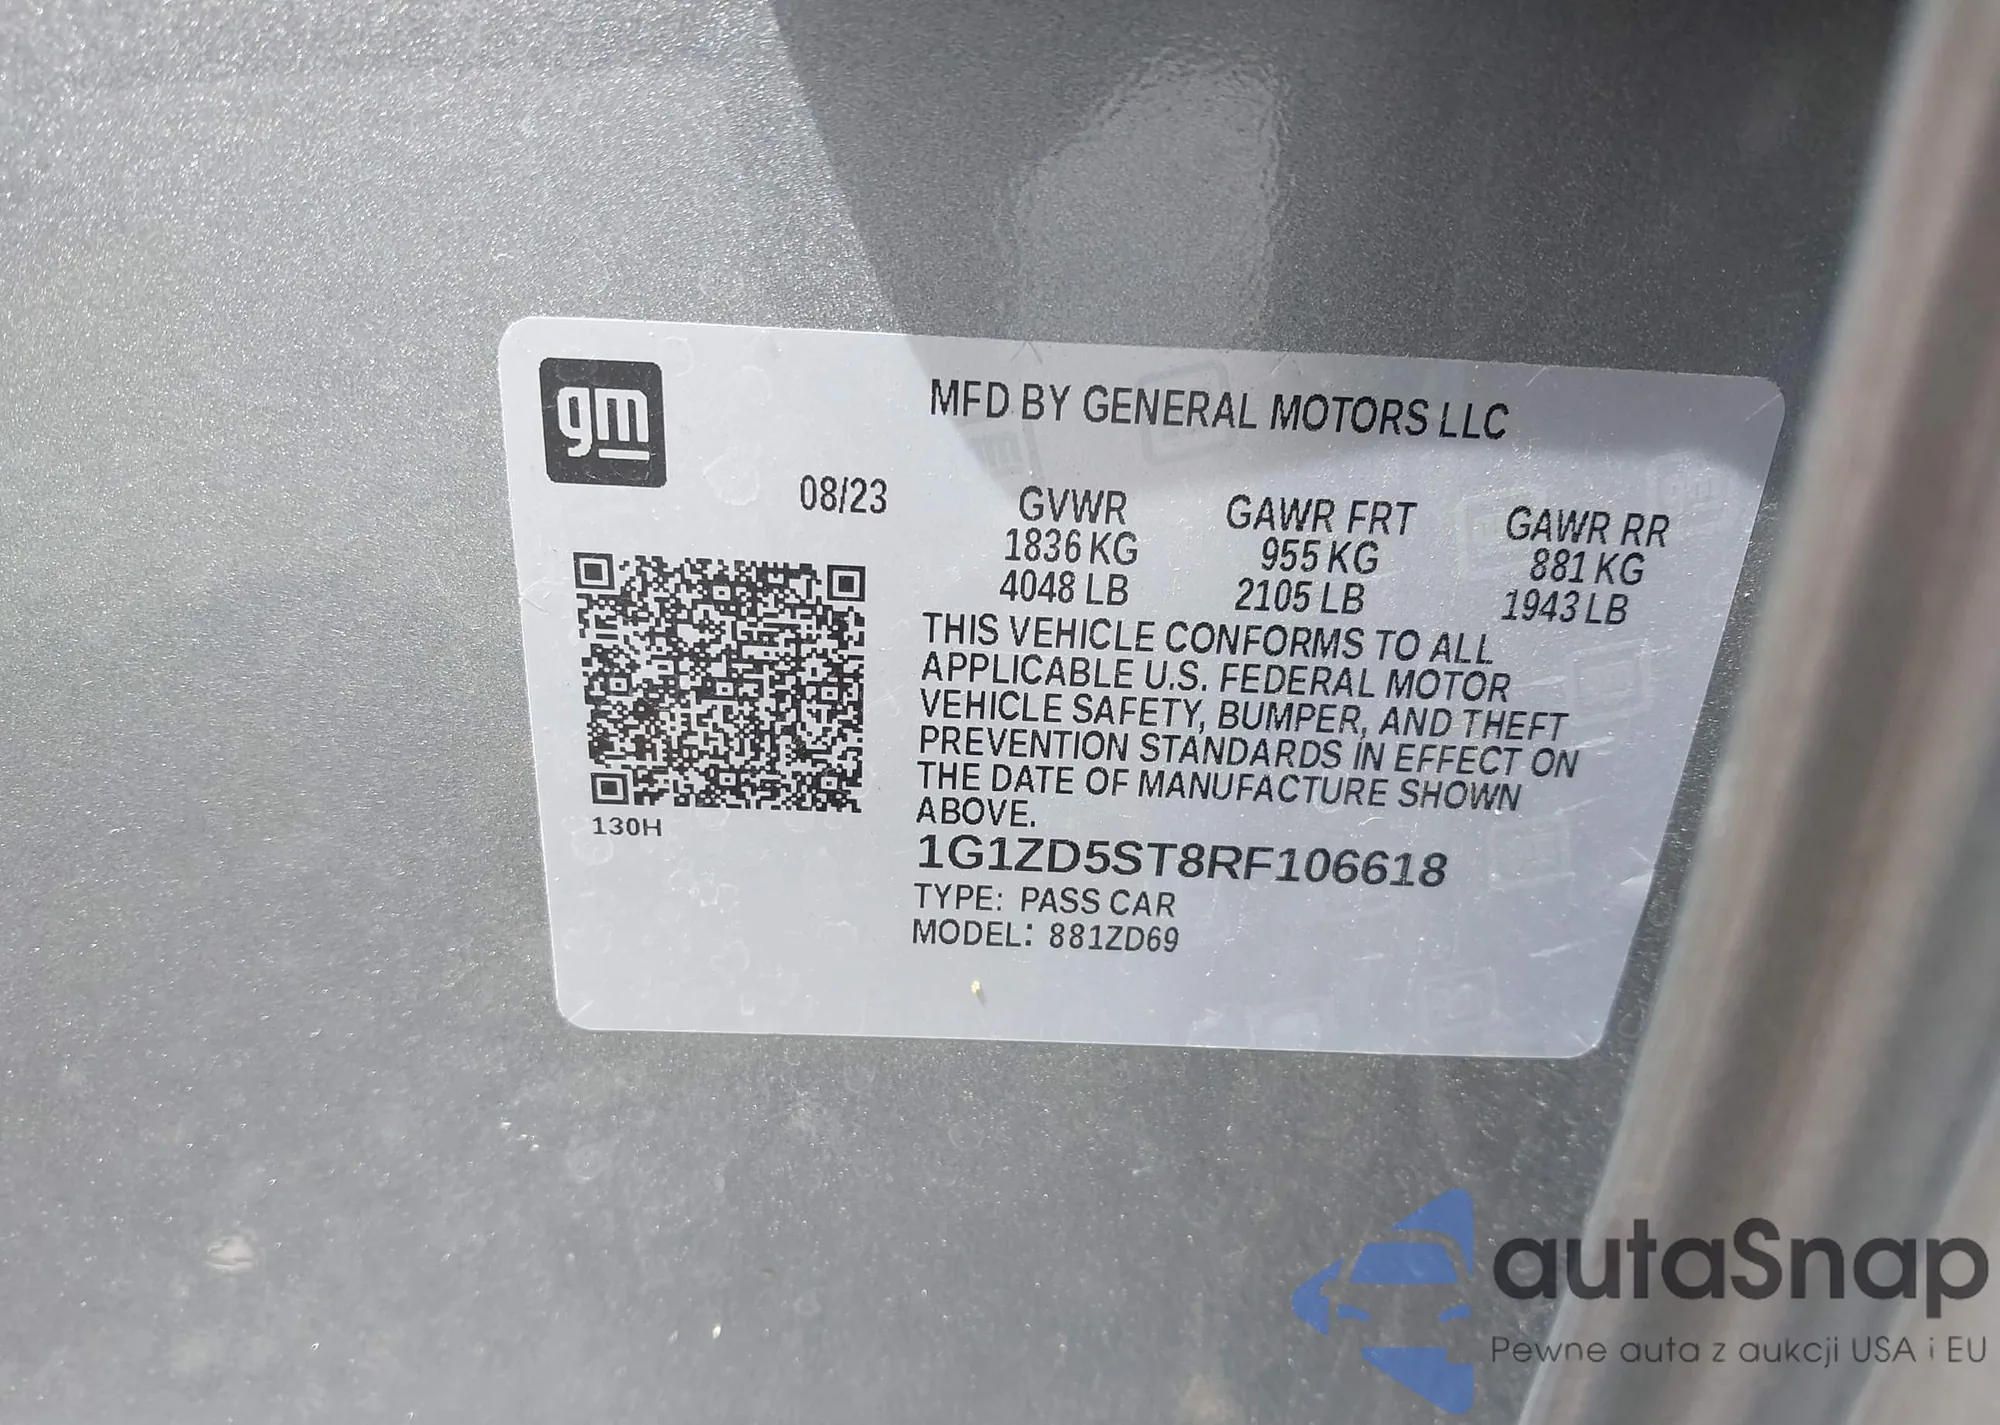 gm
MFD BY GENERAL MOTORS LLC
08/23
GVWR GAWR FRT GAWR RR
1836 KG 955 KG 881 KG
4048 LB 2105 LB 1943 LB
THIS VEHICLE CONFORMS TO ALL
APPLICABLE U.S. FEDERAL MOTOR
VEHICLE SAFETY, BUMPER, AND THEFT
PREVENTION STANDARDS IN EFFECT ON
THE DATE OF MANUFACTURE SHOWN
ABOVE.
130H
1G1ZD5ST8RF106618
TYPE: PASS CAR
MODEL: 881ZD69
autaSnap
Pewne auta z aukcji USA i EU